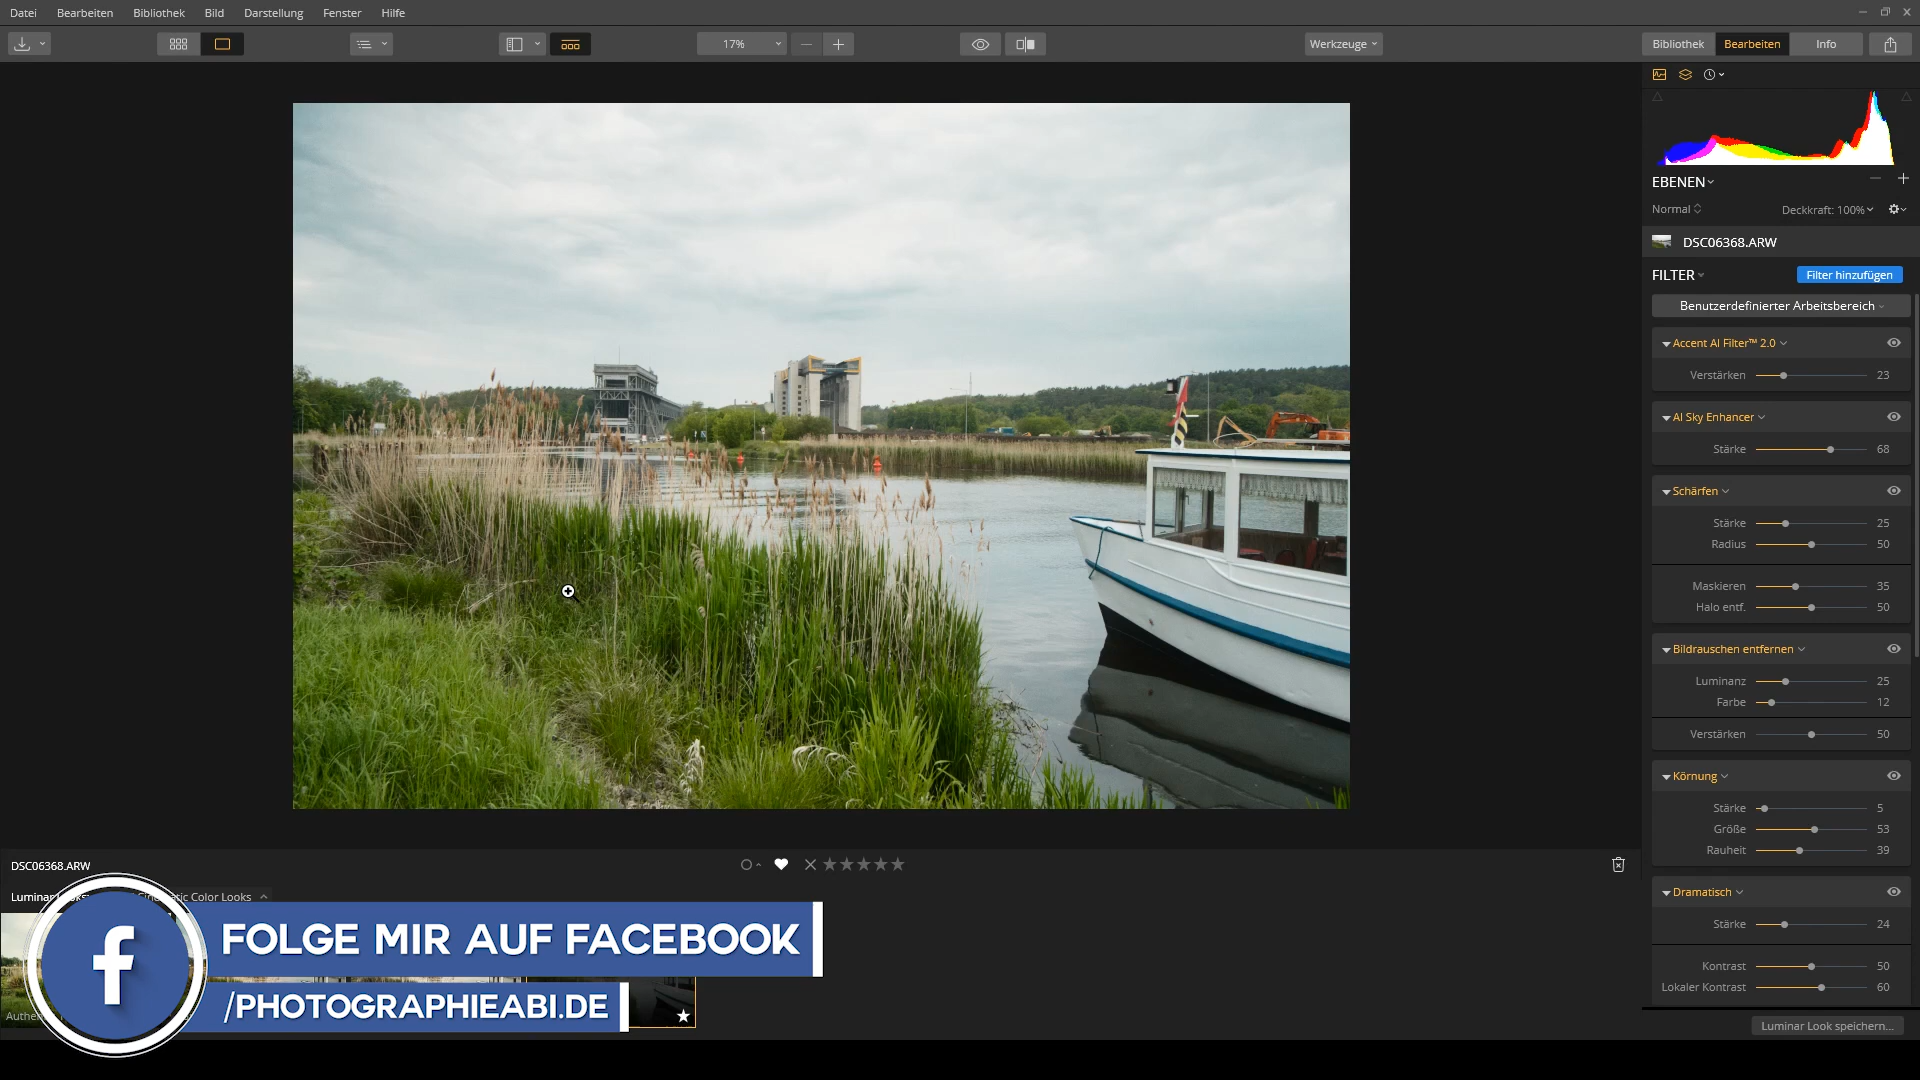 Datei Bearbeiten Bibliothek Bild Darstellung Fenster Hilfe
17% Werkzeuge Bibliothek Bearbeiten Info
EBENEN
Normal Deckkraft: 100%
DSC06368.ARW
FILTER Filter hinzufügen
Benutzerdefinierter Arbeitsbereich
Accent AI Filter™ 2.0
Verstärken 23
AI Sky Enhancer
Stärke 68
Schärfen
Stärke 25
Radius 50
Maskieren 35
Halo entf. 50
Bildrauschen entfernen
Luminanz 25
Farbe 12
Verstärken 50
Körnung
Stärke 5
Größe 53
Rauheit 39
Dramatisch
Stärke 24
Kontrast 50
Lokaler Kontrast 60
Luminar Look speichern...
DSC06368.ARW
Luminar Color Looks
FOLGE MIR AUF FACEBOOK
/PHOTOGRAPHIEABI.DE